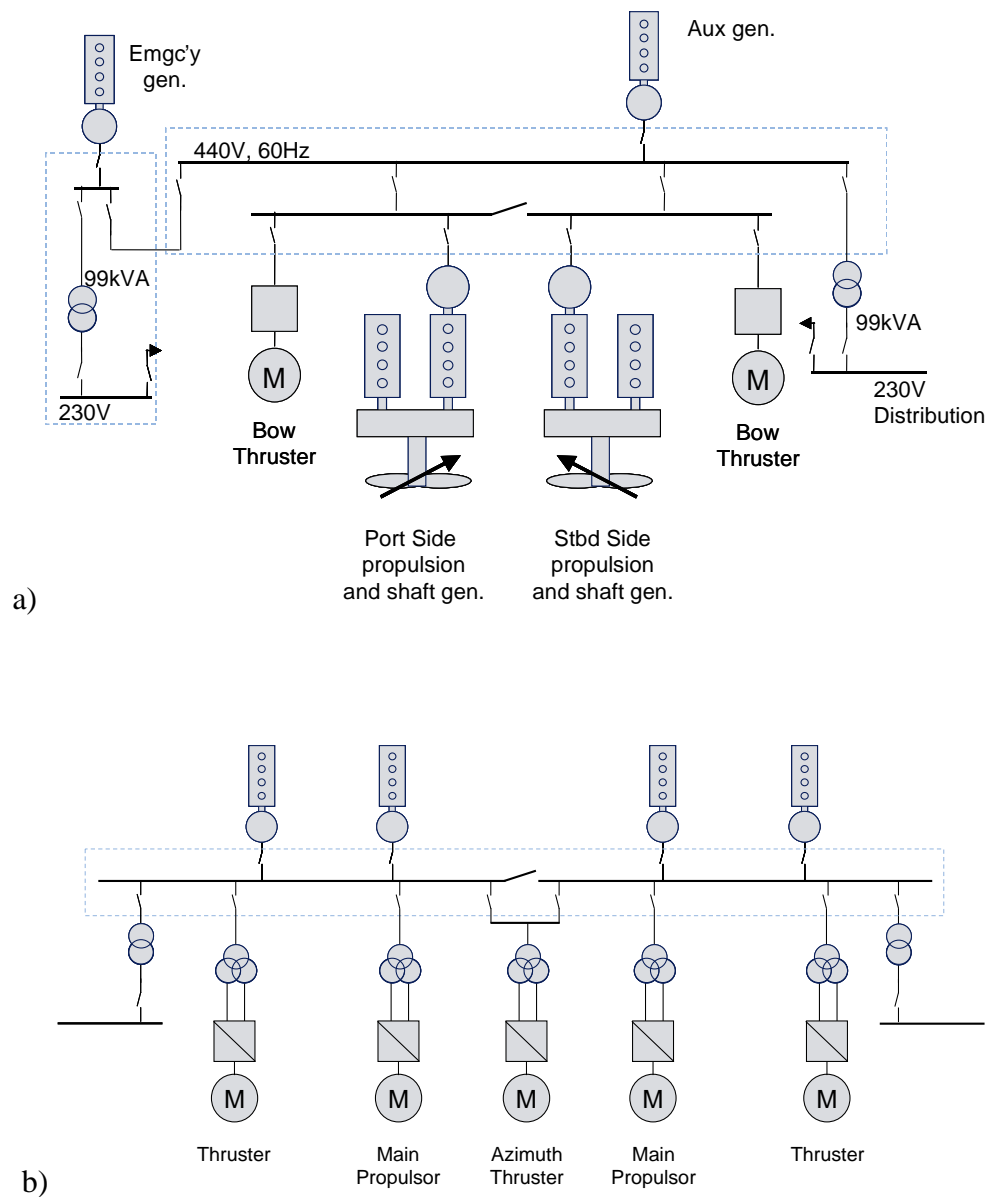 Emgc'y
gen.
Aux gen.
440V, 60Hz
99kVA
230V
M
Bow
Thruster
M
Bow
Thruster
99kVA
230V
Distribution
Port Side
propulsion
and shaft gen.
Stbd Side
propulsion
and shaft gen.
a)
M
M
M
M
M
Thruster
Main
Propulsor
Azimuth
Thruster
Main
Propulsor
Thruster
b)